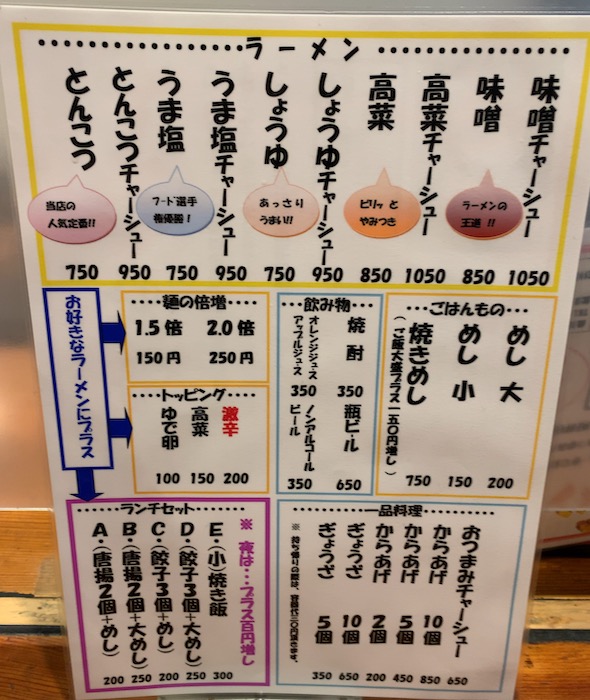 ラーメン
とんこつ
とんこつチャーシュー
うま塩
うま塩チャーシュー
しょうゆ
しょうゆチャーシュー
高菜
高菜チャーシュー
味噌
味噌チャーシュー
当店の
人気定番!!
フード選手
権優勝！
あっさり
うまい!!
ピリッと
やみつき
ラーメンの
王道 !!
750 950 750 950 750 950 850 1050 850 1050
お好きなラーメンにプラス
麺の倍増
1.5 倍 2.0 倍
150 円 250 円
トッピング
ゆで卵
高菜
激辛
100 150 200
飲み物
アップルジュース
オレンジジュース
焼酎
350 350
ビール
ノンアルコール
瓶ビール
350 650
ごはんもの
(ご飯大盛プラス一五〇円増し)
焼きめし
めし 小
めし 大
750 150 200
ランチセット
A・(唐揚2個+めし)
B・(唐揚2個+大めし)
C・(餃子3個+めし)
D・(餃子3個+大めし)
E・(小)焼き飯
※ 夜は・・・プラス百円増し
200 250 200 250 300
一品料理
ぎょうざ 5個
ぎょうざ 10個
からあげ 2個
からあげ 5個
からあげ 10個
おつまみチャーシュー
350 650 200 450 850 650